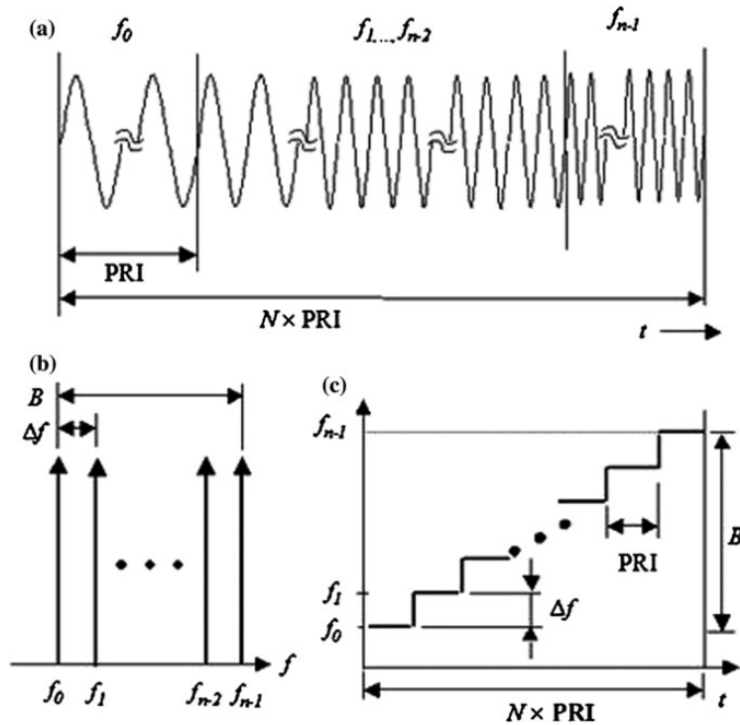 (a)
f0
f1,...,fn-2
fn-1
PRI
N × PRI
t
(b)
B
Δf
f0 f1 fn-2 fn-1 f
(c)
fn-1
f1
f0
Δf
PRI
B
N × PRI
t